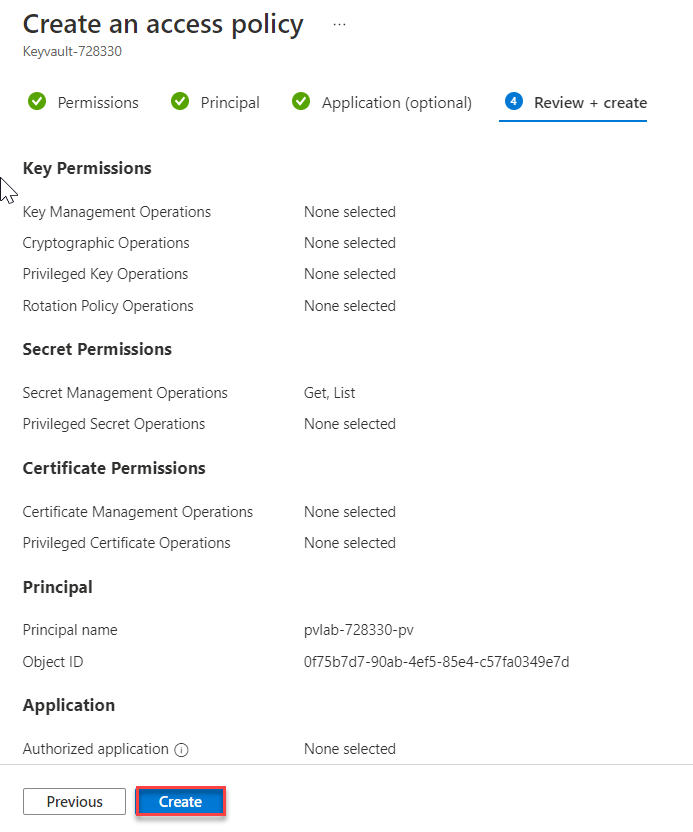 Create an access policy ...
Keyvault-728330
Permissions Principal Application (optional) 4 Review + create
Key Permissions
Key Management Operations None selected
Cryptographic Operations None selected
Privileged Key Operations None selected
Rotation Policy Operations None selected
Secret Permissions
Secret Management Operations Get, List
Privileged Secret Operations None selected
Certificate Permissions
Certificate Management Operations None selected
Privileged Certificate Operations None selected
Principal
Principal name pvlab-728330-pv
Object ID 0f75b7d7-90ab-4ef5-85e4-c57fa0349e7d
Application
Authorized application None selected
Previous Create